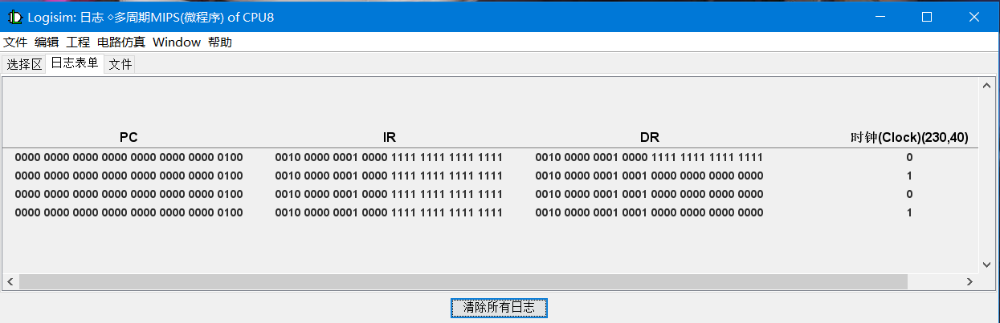 Logisim: 日志 ◇多周期MIPS(微程序) of CPU8
文件 编辑 工程 电路仿真 Window 帮助
选择区 日志表单 文件
PC IR DR 时钟(Clock)(230,40)
0000 0000 0000 0000 0000 0000 0000 0100 0010 0000 0001 0000 1111 1111 1111 1111 0010 0000 0001 0000 1111 1111 1111 1111 0
0000 0000 0000 0000 0000 0000 0000 0100 0010 0000 0001 0000 1111 1111 1111 1111 0010 0000 0001 0001 0000 0000 0000 0000 1
0000 0000 0000 0000 0000 0000 0000 0100 0010 0000 0001 0000 1111 1111 1111 1111 0010 0000 0001 0001 0000 0000 0000 0000 0
0000 0000 0000 0000 0000 0000 0000 0100 0010 0000 0001 0000 1111 1111 1111 1111 0010 0000 0001 0001 0000 0000 0000 0000 1
清除所有日志